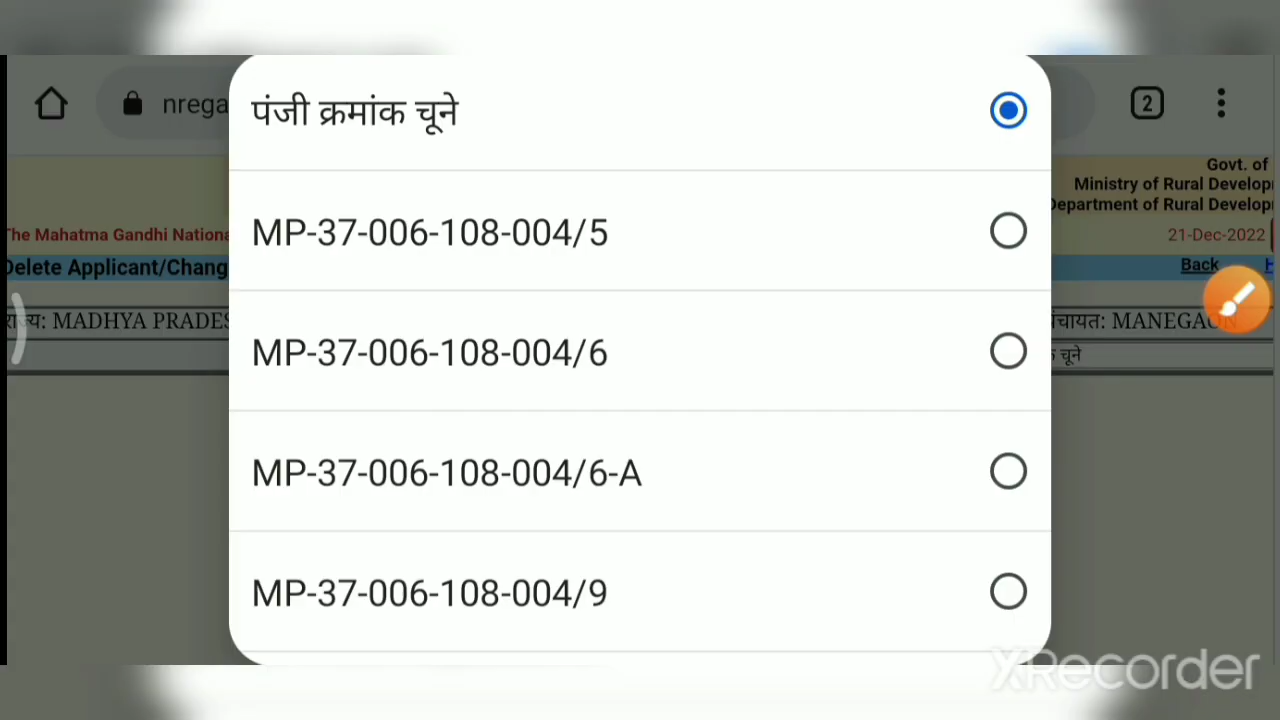 nrega
2
पंजी क्रमांक चूने
MP-37-006-108-004/5
MP-37-006-108-004/6
MP-37-006-108-004/6-A
MP-37-006-108-004/9
Govt. of
Ministry of Rural Develop
Department of Rural Develop
The Mahatma Gandhi Nationa
21-Dec-2022
Delete Applicant/Chang
Back
राज्य: MADHYA PRADES
पंचायत: MANEGAON
चूने
XRecorder